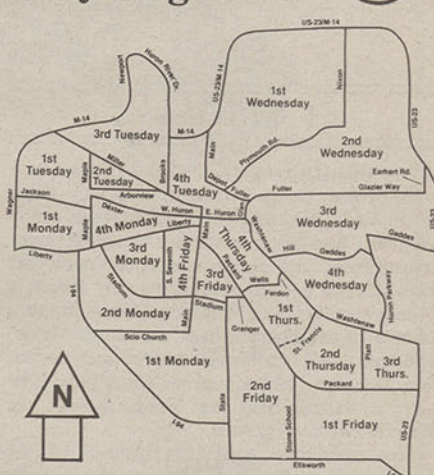 US-23/M-14
Newport
Huron River Dr.
US-23/M-14
Nixon
US-23
1st
Wednesday
M-14
3rd Tuesday
M-14
Main
Plymouth Rd.
2nd
Wednesday
1st
Tuesday
Maple
Miller
2nd
Tuesday
Brooks
4th
Tuesday
Depot
Fuller
Fuller
Earhart Rd.
Glazier Way
Wagner
Jackson
Arborview
Dexter
W. Huron
E. Huron
Glen
3rd
Wednesday
1st
Monday
Maple
4th Monday
Liberty
Main
4th
Thursday
Washtenaw
Hill
Geddes
Geddes
Liberty
3rd
Monday
S. Seventh
4th Friday
Packard
3rd
Friday
Wells
4th
Wednesday
Huron Parkway
I-94
Stadium
Ferdon
2nd Monday
Main
Stadium
1st
Thurs.
Washtenaw
Scio Church
Granger
St. Francis
1st Monday
2nd
Thursday
Platt
3rd
Thurs.
N
State
2nd
Friday
Packard
Stone School
1st Friday
US-23
I-94
Ellsworth